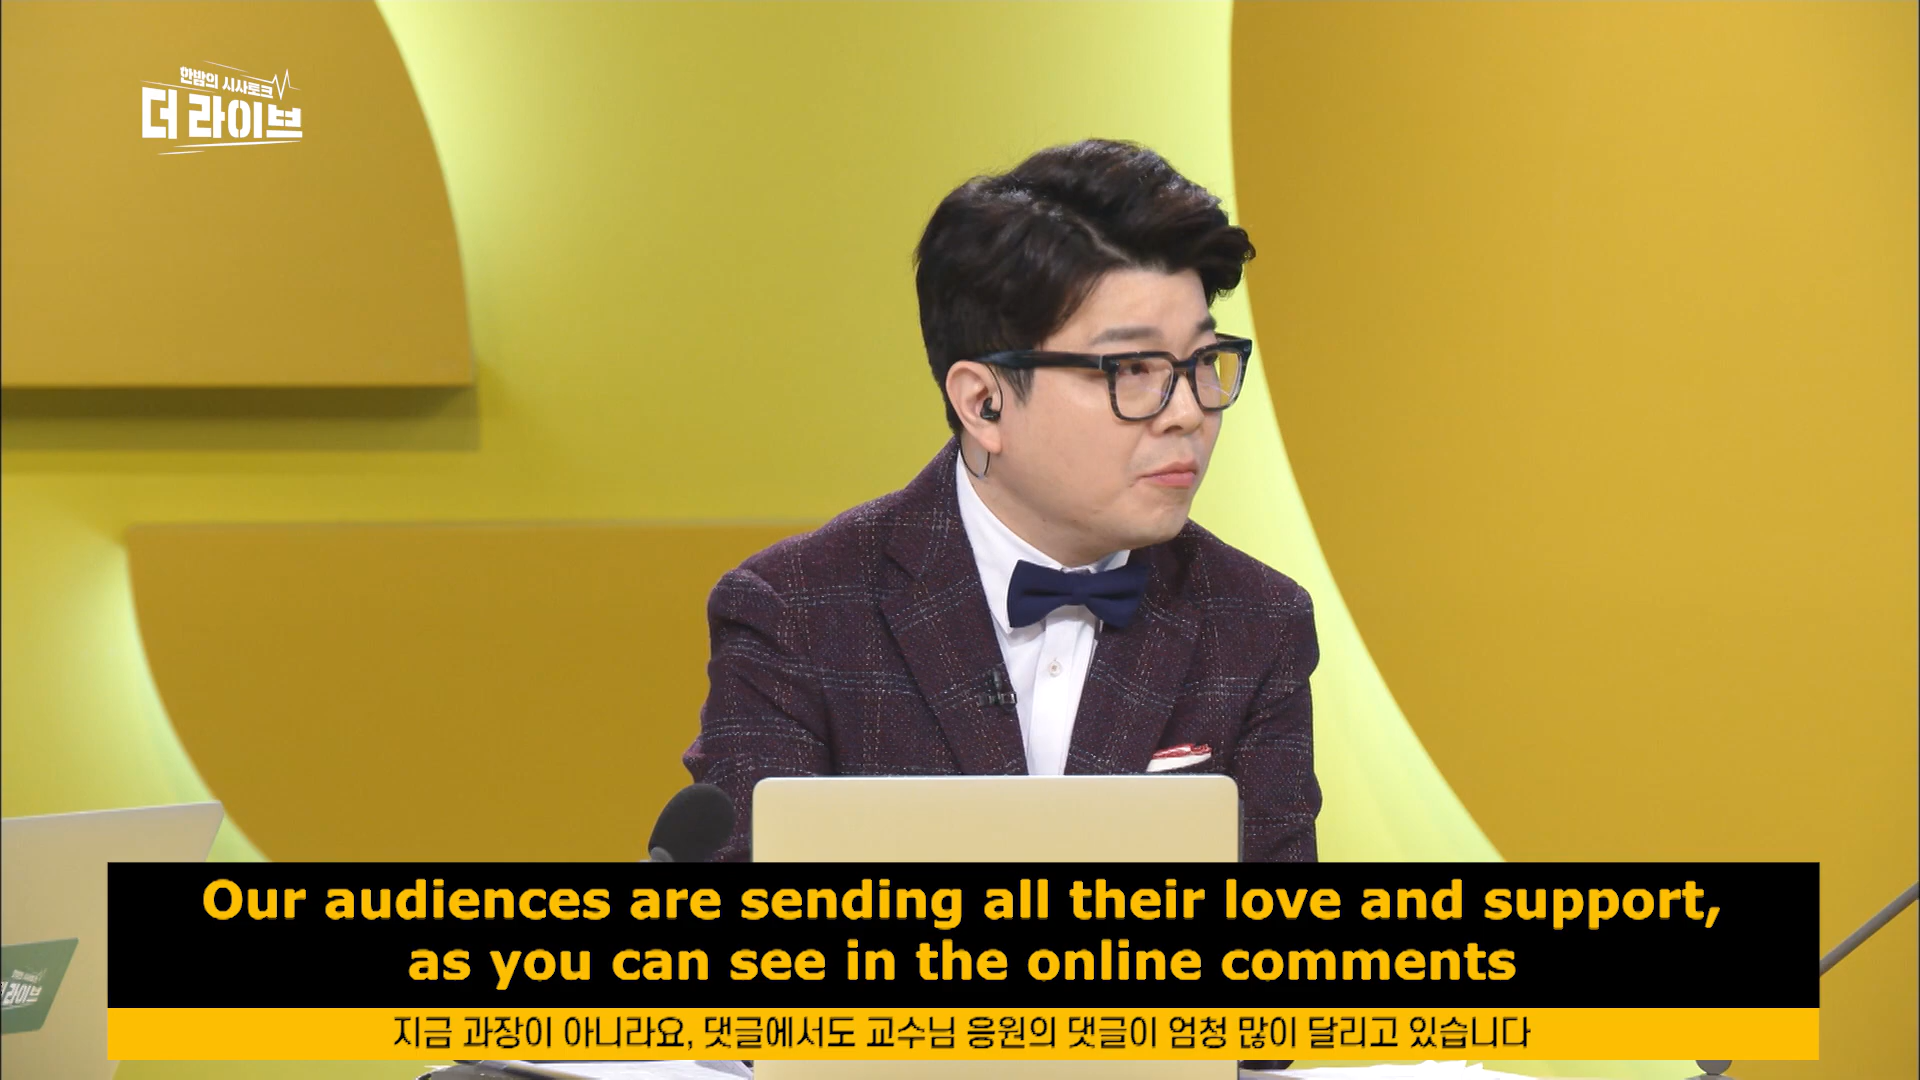 한밤의 시사토크
더 라이브
Our audiences are sending all their love and support,
as you can see in the online comments
지금 과장이 아니라요, 댓글에서도 교수님 응원의 댓글이 엄청 많이 달리고 있습니다
라이브